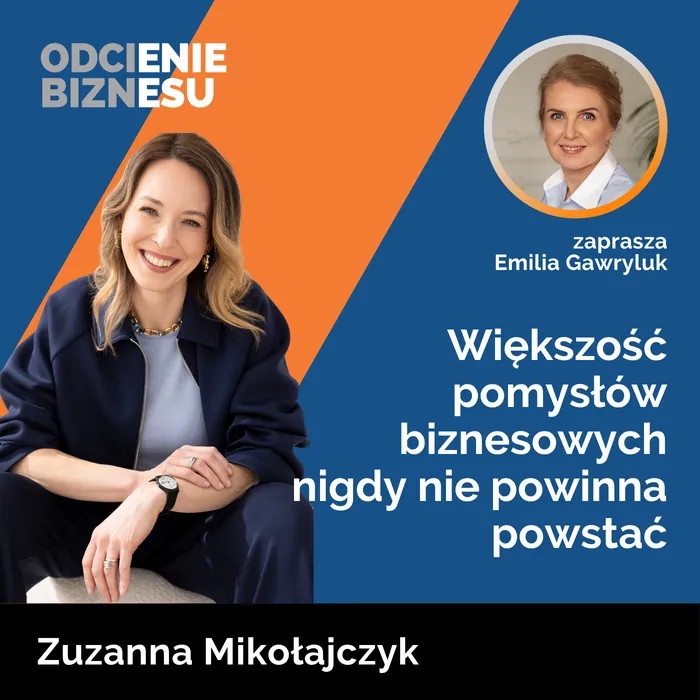 ODCIENIE
BIZNESU
zaprasza
Emilia Gawryluk
Większość
pomysłów
biznesowych
nigdy nie powinna
powstać
Zuzanna Mikołajczyk